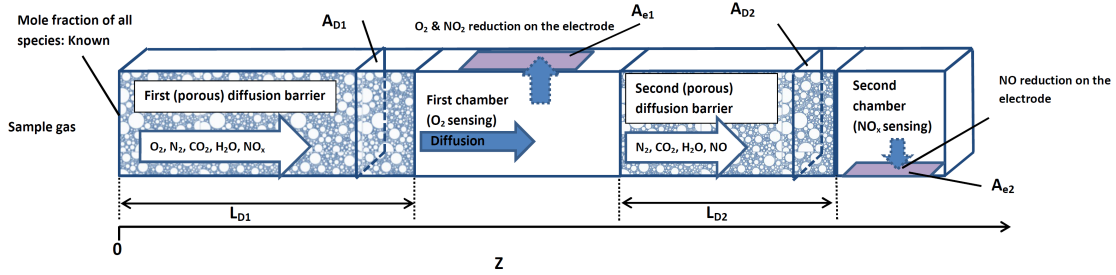 Mole fraction of all
species: Known
A_D1
O₂ & NO₂ reduction on the electrode
A_e1
A_D2
First (porous) diffusion barrier
Second (porous)
diffusion barrier
NO reduction on the
electrode
Sample gas
First chamber
(O₂ sensing)
Second
chamber
(NOₓ sensing)
O₂, N₂, CO₂, H₂O, NOₓ
Diffusion
N₂, CO₂, H₂O, NO
A_e2
L_D1
L_D2
0
Z